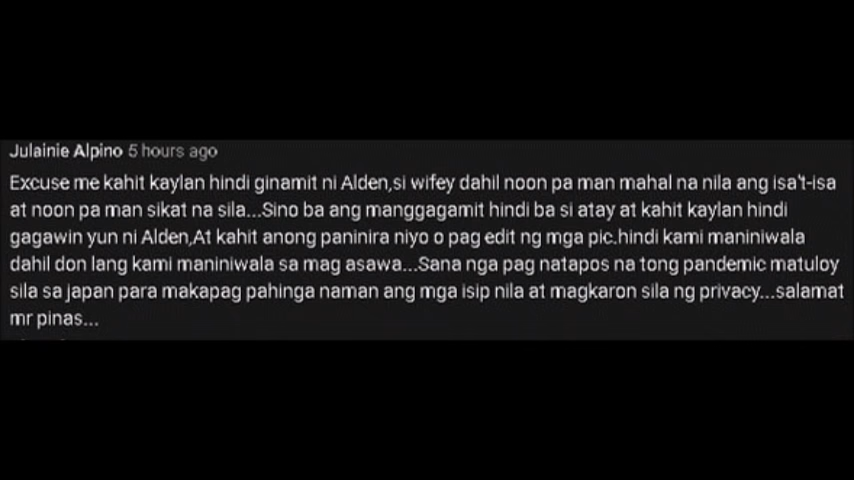 Julainie Alpino 5 hours ago
Excuse me kahit kaylan hindi ginamit ni Alden,si wifey dahil noon pa man mahal na nila ang isa't-isa
at noon pa man sikat na sila...Sino ba ang manggagamit hindi ba si atay at kahit kaylan hindi
gagawin yun ni Alden,At kahit anong paninira niyo o pag edit ng mga pic.hindi kami maniniwala
dahil don lang kami maniniwala sa mag asawa...Sana nga pag natapos na tong pandemic matuloy
sila sa japan para makapag pahinga naman ang mga isip nila at magkaron sila ng privacy...salamat
mr pinas...